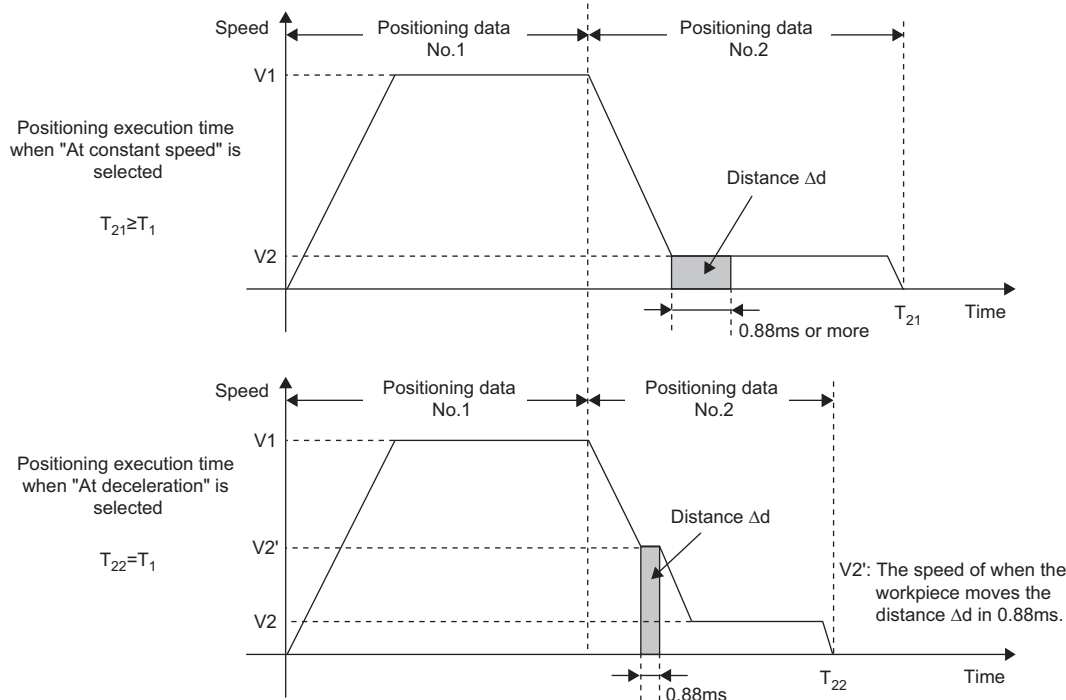 Speed
Positioning data
No.1
Positioning data
No.2
V1
Positioning execution time
when "At constant speed" is
selected
Distance Δd
T21≥T1
V2
0.88ms or more
T21
Time
Speed
Positioning data
No.1
Positioning data
No.2
V1
Positioning execution time
when "At deceleration" is
selected
Distance Δd
T22=T1
V2'
V2': The speed of when the
workpiece moves the
distance Δd in 0.88ms.
V2
T22
Time
0.88ms